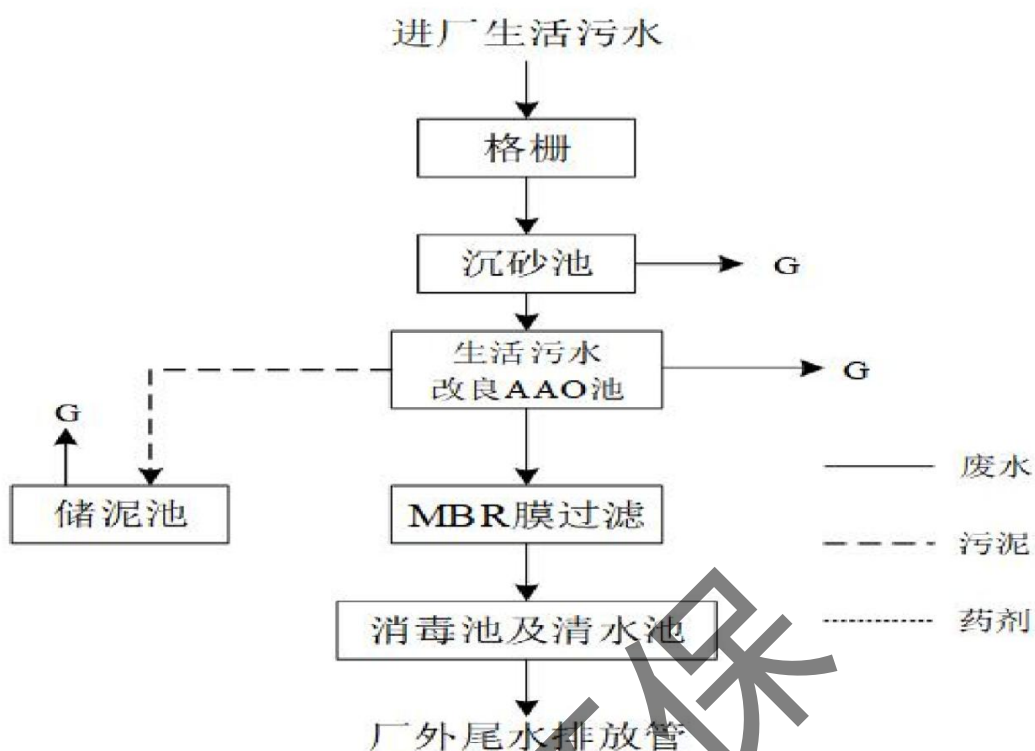 进厂生活污水
格栅
沉砂池
G
生活污水
改良AAO池
G
G
储泥池
MBR膜过滤
消毒池及清水池
厂外尾水排放管
废水
污泥
药剂
保